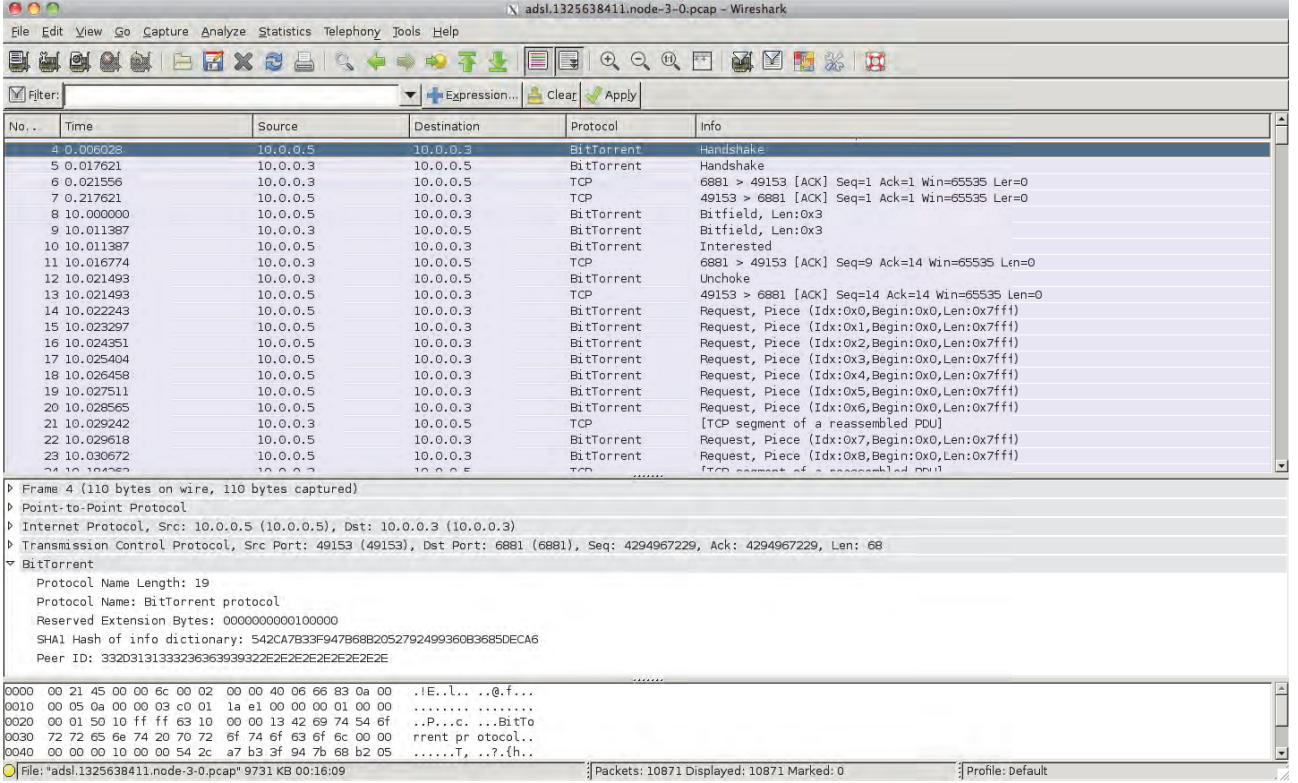 adsl.1325638411.node-3-0.pcap - Wireshark
File Edit View Go Capture Analyze Statistics Telephony Tools Help
Filter: Expression... Clear Apply
No. . Time Source Destination Protocol Info
4 0.006028 10.0.0.5 10.0.0.3 BitTorrent Handshake
5 0.017621 10.0.0.3 10.0.0.5 BitTorrent Handshake
6 0.021556 10.0.0.3 10.0.0.5 TCP 6881 > 49153 [ACK] Seq=1 Ack=1 Win=65535 Len=0
7 0.217621 10.0.0.5 10.0.0.3 TCP 49153 > 6881 [ACK] Seq=1 Ack=1 Win=65535 Len=0
8 10.000000 10.0.0.5 10.0.0.3 BitTorrent Bitfield, Len:0x3
9 10.011387 10.0.0.3 10.0.0.5 BitTorrent Bitfield, Len:0x3
10 10.011387 10.0.0.5 10.0.0.3 BitTorrent Interested
11 10.016774 10.0.0.3 10.0.0.5 TCP 6881 > 49153 [ACK] Seq=9 Ack=14 Win=65535 Len=0
12 10.021493 10.0.0.3 10.0.0.5 BitTorrent Unchoke
13 10.021493 10.0.0.5 10.0.0.3 TCP 49153 > 6881 [ACK] Seq=14 Ack=14 Win=65535 Len=0
14 10.022243 10.0.0.5 10.0.0.3 BitTorrent Request, Piece (Idx:0x0,Begin:0x0,Len:0x7fff)
15 10.023297 10.0.0.5 10.0.0.3 BitTorrent Request, Piece (Idx:0x1,Begin:0x0,Len:0x7fff)
16 10.024351 10.0.0.5 10.0.0.3 BitTorrent Request, Piece (Idx:0x2,Begin:0x0,Len:0x7fff)
17 10.025404 10.0.0.5 10.0.0.3 BitTorrent Request, Piece (Idx:0x3,Begin:0x0,Len:0x7fff)
18 10.026458 10.0.0.5 10.0.0.3 BitTorrent Request, Piece (Idx:0x4,Begin:0x0,Len:0x7fff)
19 10.027511 10.0.0.5 10.0.0.3 BitTorrent Request, Piece (Idx:0x5,Begin:0x0,Len:0x7fff)
20 10.028565 10.0.0.5 10.0.0.3 BitTorrent Request, Piece (Idx:0x6,Begin:0x0,Len:0x7fff)
21 10.029242 10.0.0.3 10.0.0.5 TCP [TCP segment of a reassembled PDU]
22 10.029618 10.0.0.5 10.0.0.3 BitTorrent Request, Piece (Idx:0x7,Begin:0x0,Len:0x7fff)
23 10.030672 10.0.0.5 10.0.0.3 BitTorrent Request, Piece (Idx:0x8,Begin:0x0,Len:0x7fff)
Frame 4 (110 bytes on wire, 110 bytes captured)
Point-to-Point Protocol
Internet Protocol, Src: 10.0.0.5 (10.0.0.5), Dst: 10.0.0.3 (10.0.0.3)
Transmission Control Protocol, Src Port: 49153 (49153), Dst Port: 6881 (6881), Seq: 4294967229, Ack: 4294967229, Len: 68
BitTorrent
Protocol Name Length: 19
Protocol Name: BitTorrent protocol
Reserved Extension Bytes: 0000000000100000
SHA1 Hash of info dictionary: 542CA7B33F947B68B2052792499360B3685DECA6
Peer ID: 332D3131333236363939322E2E2E2E2E2E2E2E2E
0000 00 21 45 00 00 6c 00 02 00 00 40 06 66 83 0a 00 .!E..l.. ..@.f...
0010 00 05 0a 00 00 03 c0 01 1a e1 00 00 00 01 00 00 ........ ........
0020 00 01 50 10 ff ff 63 10 00 00 13 42 69 74 54 6f ..P...c. ...BitTo
0030 72 72 65 6e 74 20 70 72 6f 74 6f 63 6f 6c 00 00 rrent pr otocol..
0040 00 00 00 10 00 00 54 2c a7 b3 3f 94 7b 68 b2 05 ......T, ..?.{h..
File: "adsl.1325638411.node-3-0.pcap" 9731 KB 00:16:09 Packets: 10871 Displayed: 10871 Marked: 0 Profile: Default